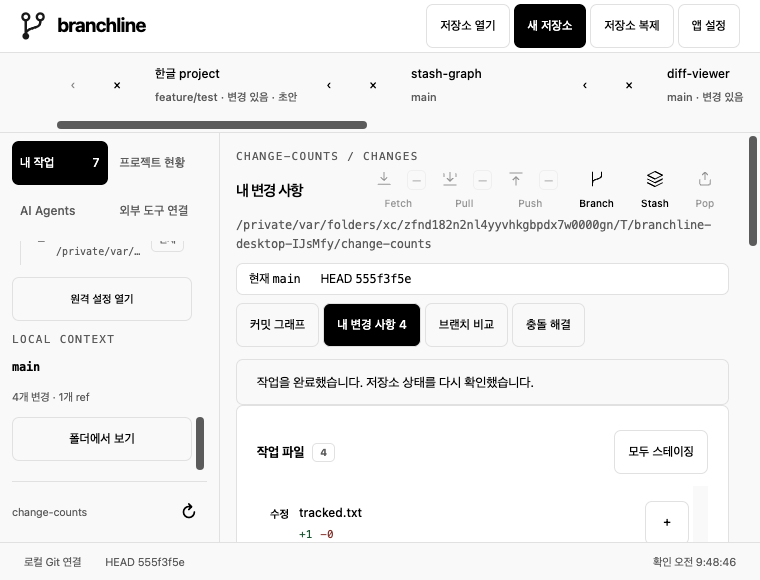 branchline
저장소 열기
새 저장소
저장소 복제
앱 설정
한글 project
feature/test · 변경 있음 · 초안
stash-graph
main
diff-viewer
main · 변경 있음
내 작업 7
프로젝트 현황
AI Agents
외부 도구 연결
/private/var/…
원격 설정 열기
LOCAL CONTEXT
main
4개 변경 · 1개 ref
폴더에서 보기
change-counts
CHANGE-COUNTS / CHANGES
내 변경 사항
Fetch
Pull
Push
Branch
Stash
Pop
/private/var/folders/xc/zfnd182n2nl4yyvhkgbpdx7w0000gn/T/branchline-
desktop-IJsMfy/change-counts
현재 main HEAD 555f3f5e
커밋 그래프
내 변경 사항 4
브랜치 비교
충돌 해결
작업을 완료했습니다. 저장소 상태를 다시 확인했습니다.
작업 파일 4
모두 스테이징
수정 tracked.txt
+1 −0
+
로컬 Git 연결
HEAD 555f3f5e
확인 오전 9:48:46